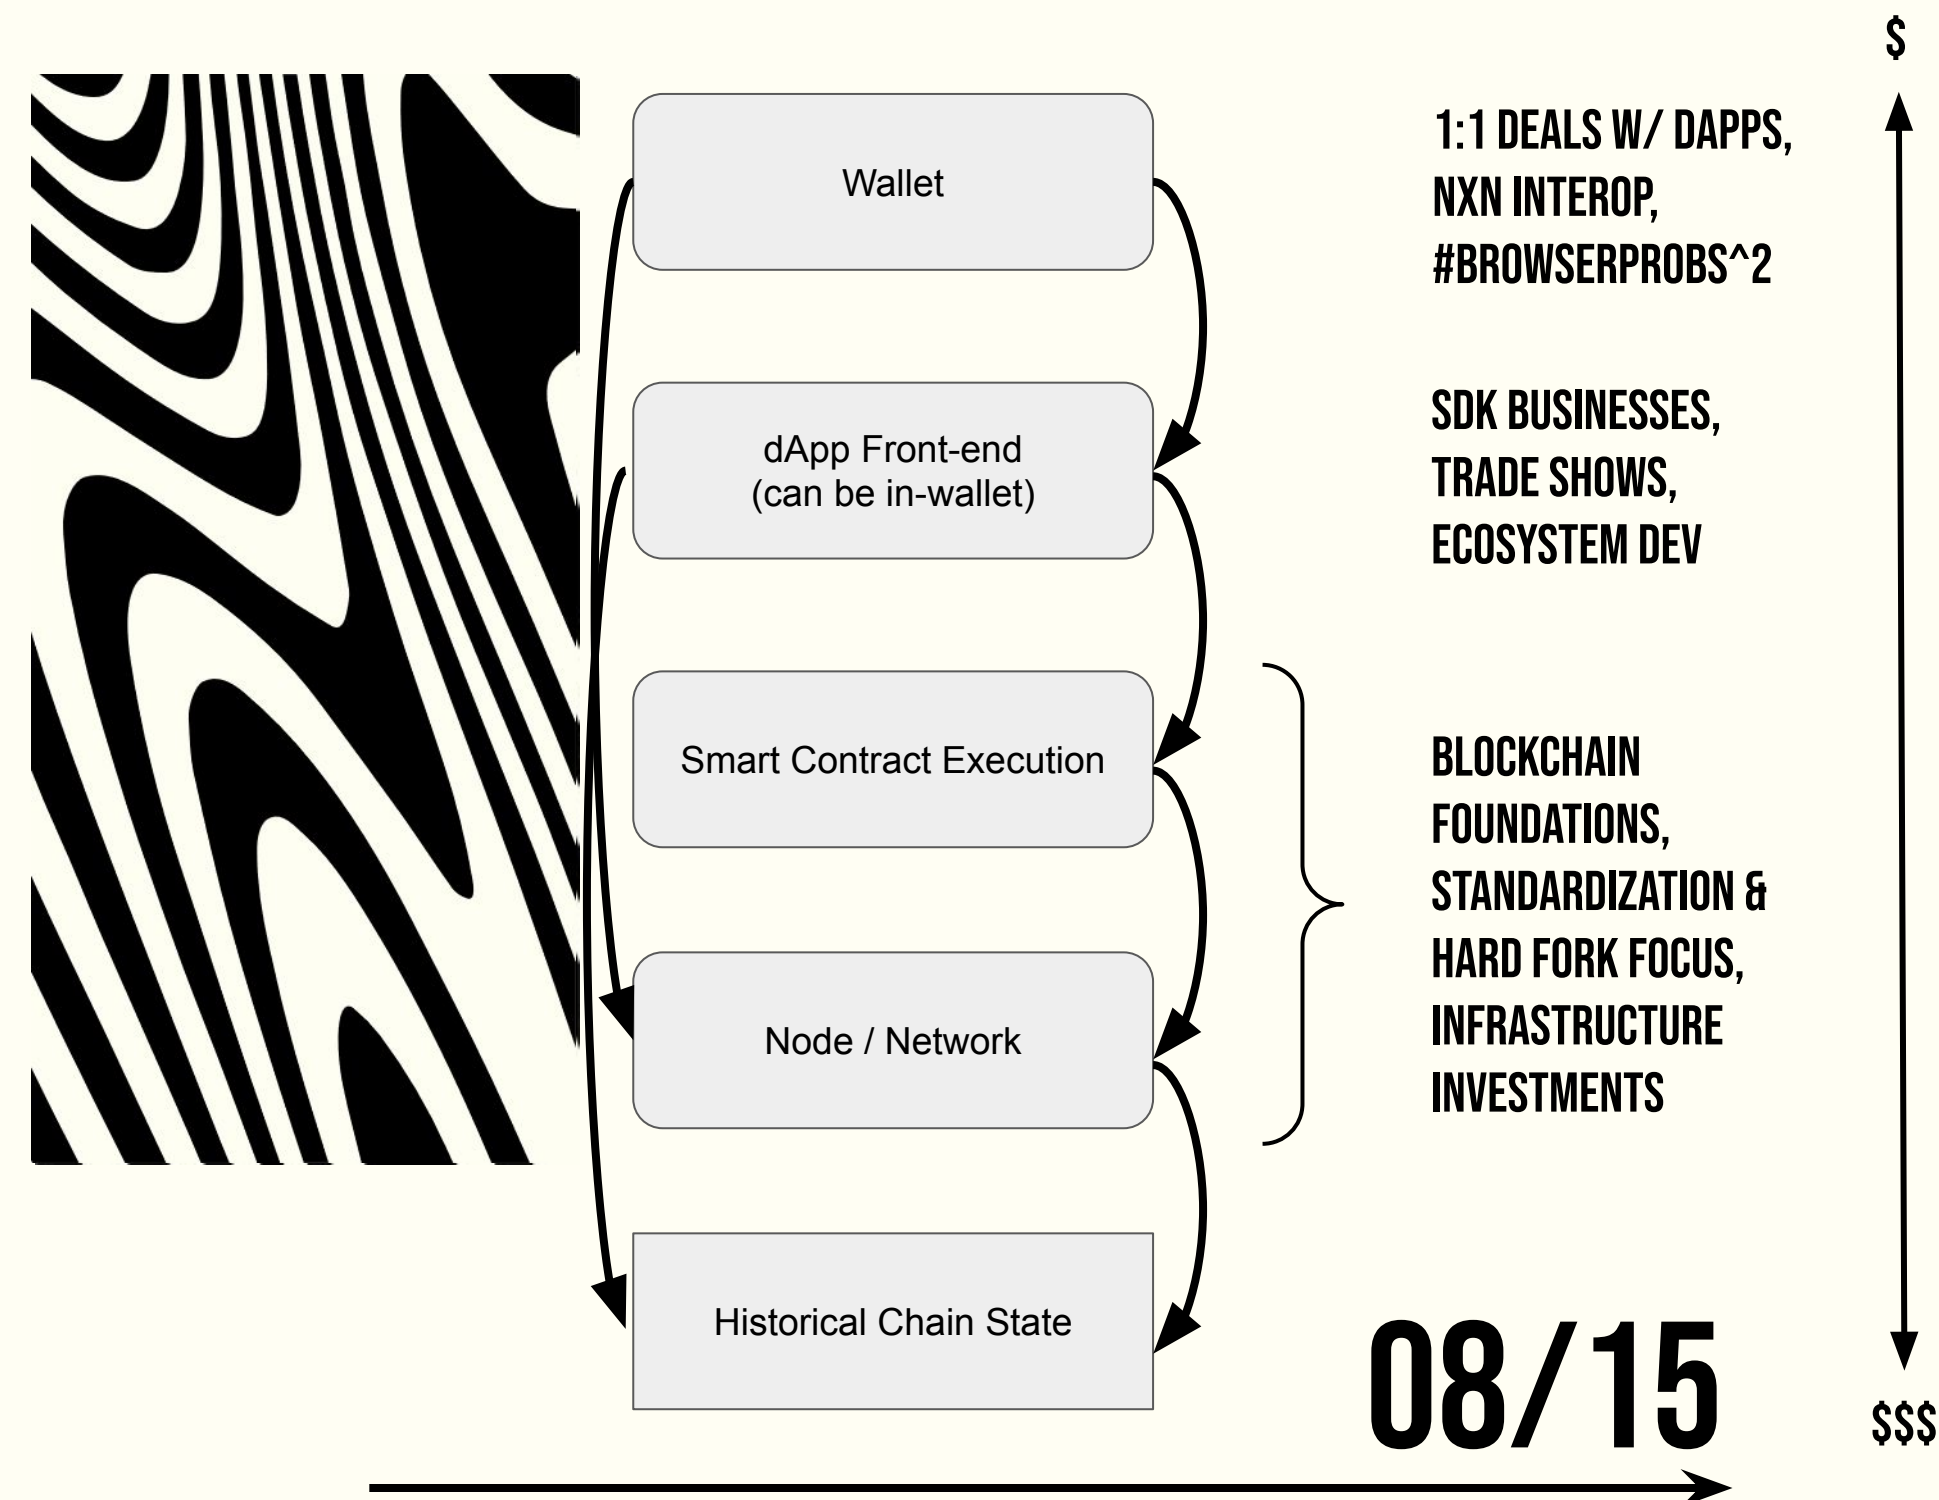 $
Wallet
1:1 DEALS W/ DAPPS,
NXN INTEROP,
#BROWSERPROBS^2
dApp Front-end
(can be in-wallet)
SDK BUSINESSES,
TRADE SHOWS,
ECOSYSTEM DEV
Smart Contract Execution
Node / Network
BLOCKCHAIN
FOUNDATIONS,
STANDARDIZATION &
HARD FORK FOCUS,
INFRASTRUCTURE
INVESTMENTS
Historical Chain State
08/15
$$$